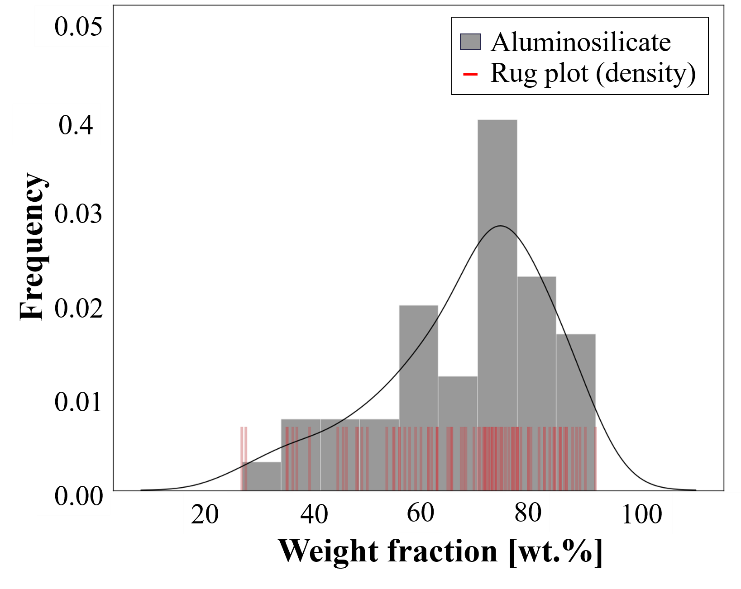 0.05
Aluminosilicate
Rug plot (density)
0.4
0.03
0.02
0.01
0.00
Frequency
20 40 60 80 100
Weight fraction [wt.%]